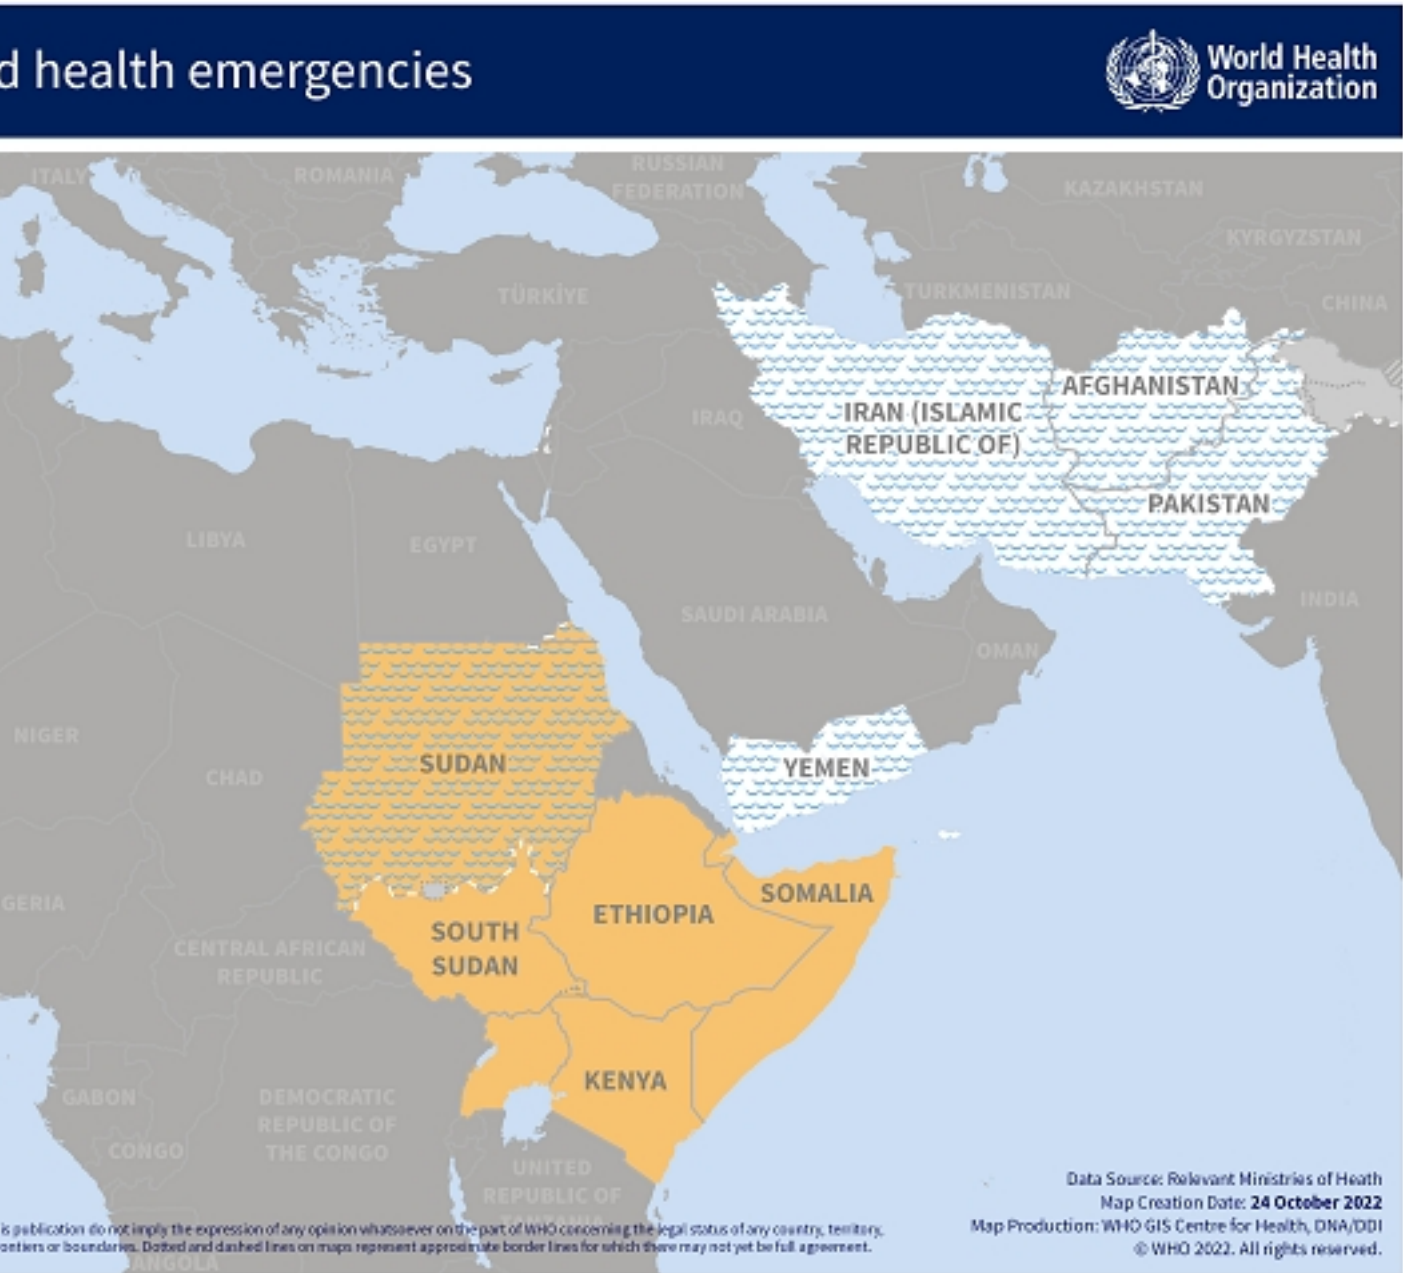 d health emergencies
World Health
Organization
ITALY
ROMANIA
RUSSIAN
FEDERATION
KAZAKHSTAN
KYRGYZSTAN
TÜRKİYE
TURKMENISTAN
CHINA
AFGHANISTAN
IRAQ
IRAN (ISLAMIC
REPUBLIC OF)
PAKISTAN
LIBYA
EGYPT
SAUDI ARABIA
INDIA
OMAN
NIGER
CHAD
SUDAN
YEMEN
GERIA
SOMALIA
ETHIOPIA
SOUTH
SUDAN
CENTRAL AFRICAN
REPUBLIC
KENYA
GABON
DEMOCRATIC
REPUBLIC OF
THE CONGO
CONGO
UNITED
REPUBLIC OF
TANZANIA
ANGOLA
Data Source: Relevant Ministries of Heath
Map Creation Date: 24 October 2022
Map Production: WHO GIS Centre for Health, DNA/DDI
© WHO 2022. All rights reserved.
is publication do not imply the expression of any opinion whatsoever on the part of WHO concerning the legal status of any country, territory,
ontiers or boundaries. Dotted and dashed lines on maps represent approximate border lines for which there may not yet be full agreement.